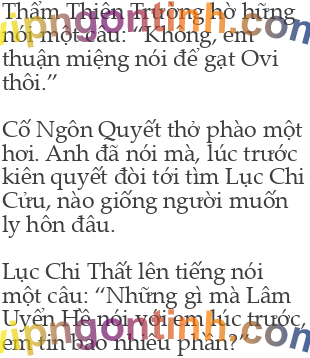 Thẩm Thiên Trường hờ hững
nói một câu: “Không, em
thuận miệng nói để gạt Ovi
thôi.”
Cố Ngôn Quyết thở phào một
hơi. Anh đã nói mà, lúc trước
kiên quyết đòi tới tìm Lục Chi
Cửu, nào giống người muốn
ly hôn đâu.
Lục Chi Thất lên tiếng nói
một câu: “Những gì mà Lâm
Uyển Hề nói với em lúc trước,
em tin bao nhiêu phần?”
vipngontinh.com
vipngontinh.com